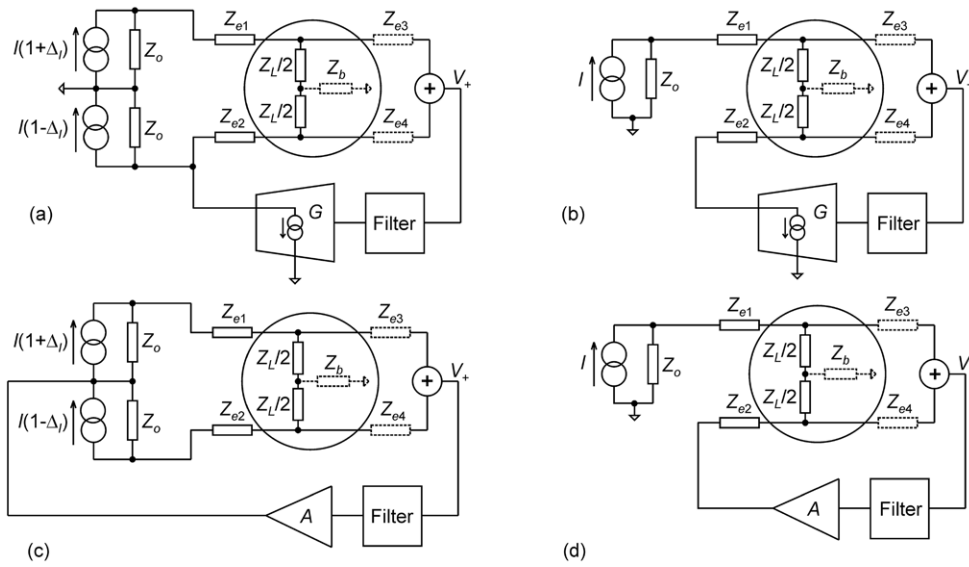 I(1+Δ_I)
Z_o
I(1-Δ_I)
Z_o
Z_e1
Z_e2
Z_L/2
Z_L/2
Z_b
Z_e3
Z_e4
+
V_+
G
Filter
(a)
I
Z_o
Z_e1
Z_e2
Z_L/2
Z_L/2
Z_b
Z_e3
Z_e4
+
G
Filter
(b)
I(1+Δ_I)
Z_o
I(1-Δ_I)
Z_o
Z_e1
Z_e2
Z_L/2
Z_L/2
Z_b
Z_e3
Z_e4
+
V_+
A
Filter
(c)
I
Z_o
Z_e1
Z_e2
Z_L/2
Z_L/2
Z_b
Z_e3
Z_e4
+
A
Filter
(d)